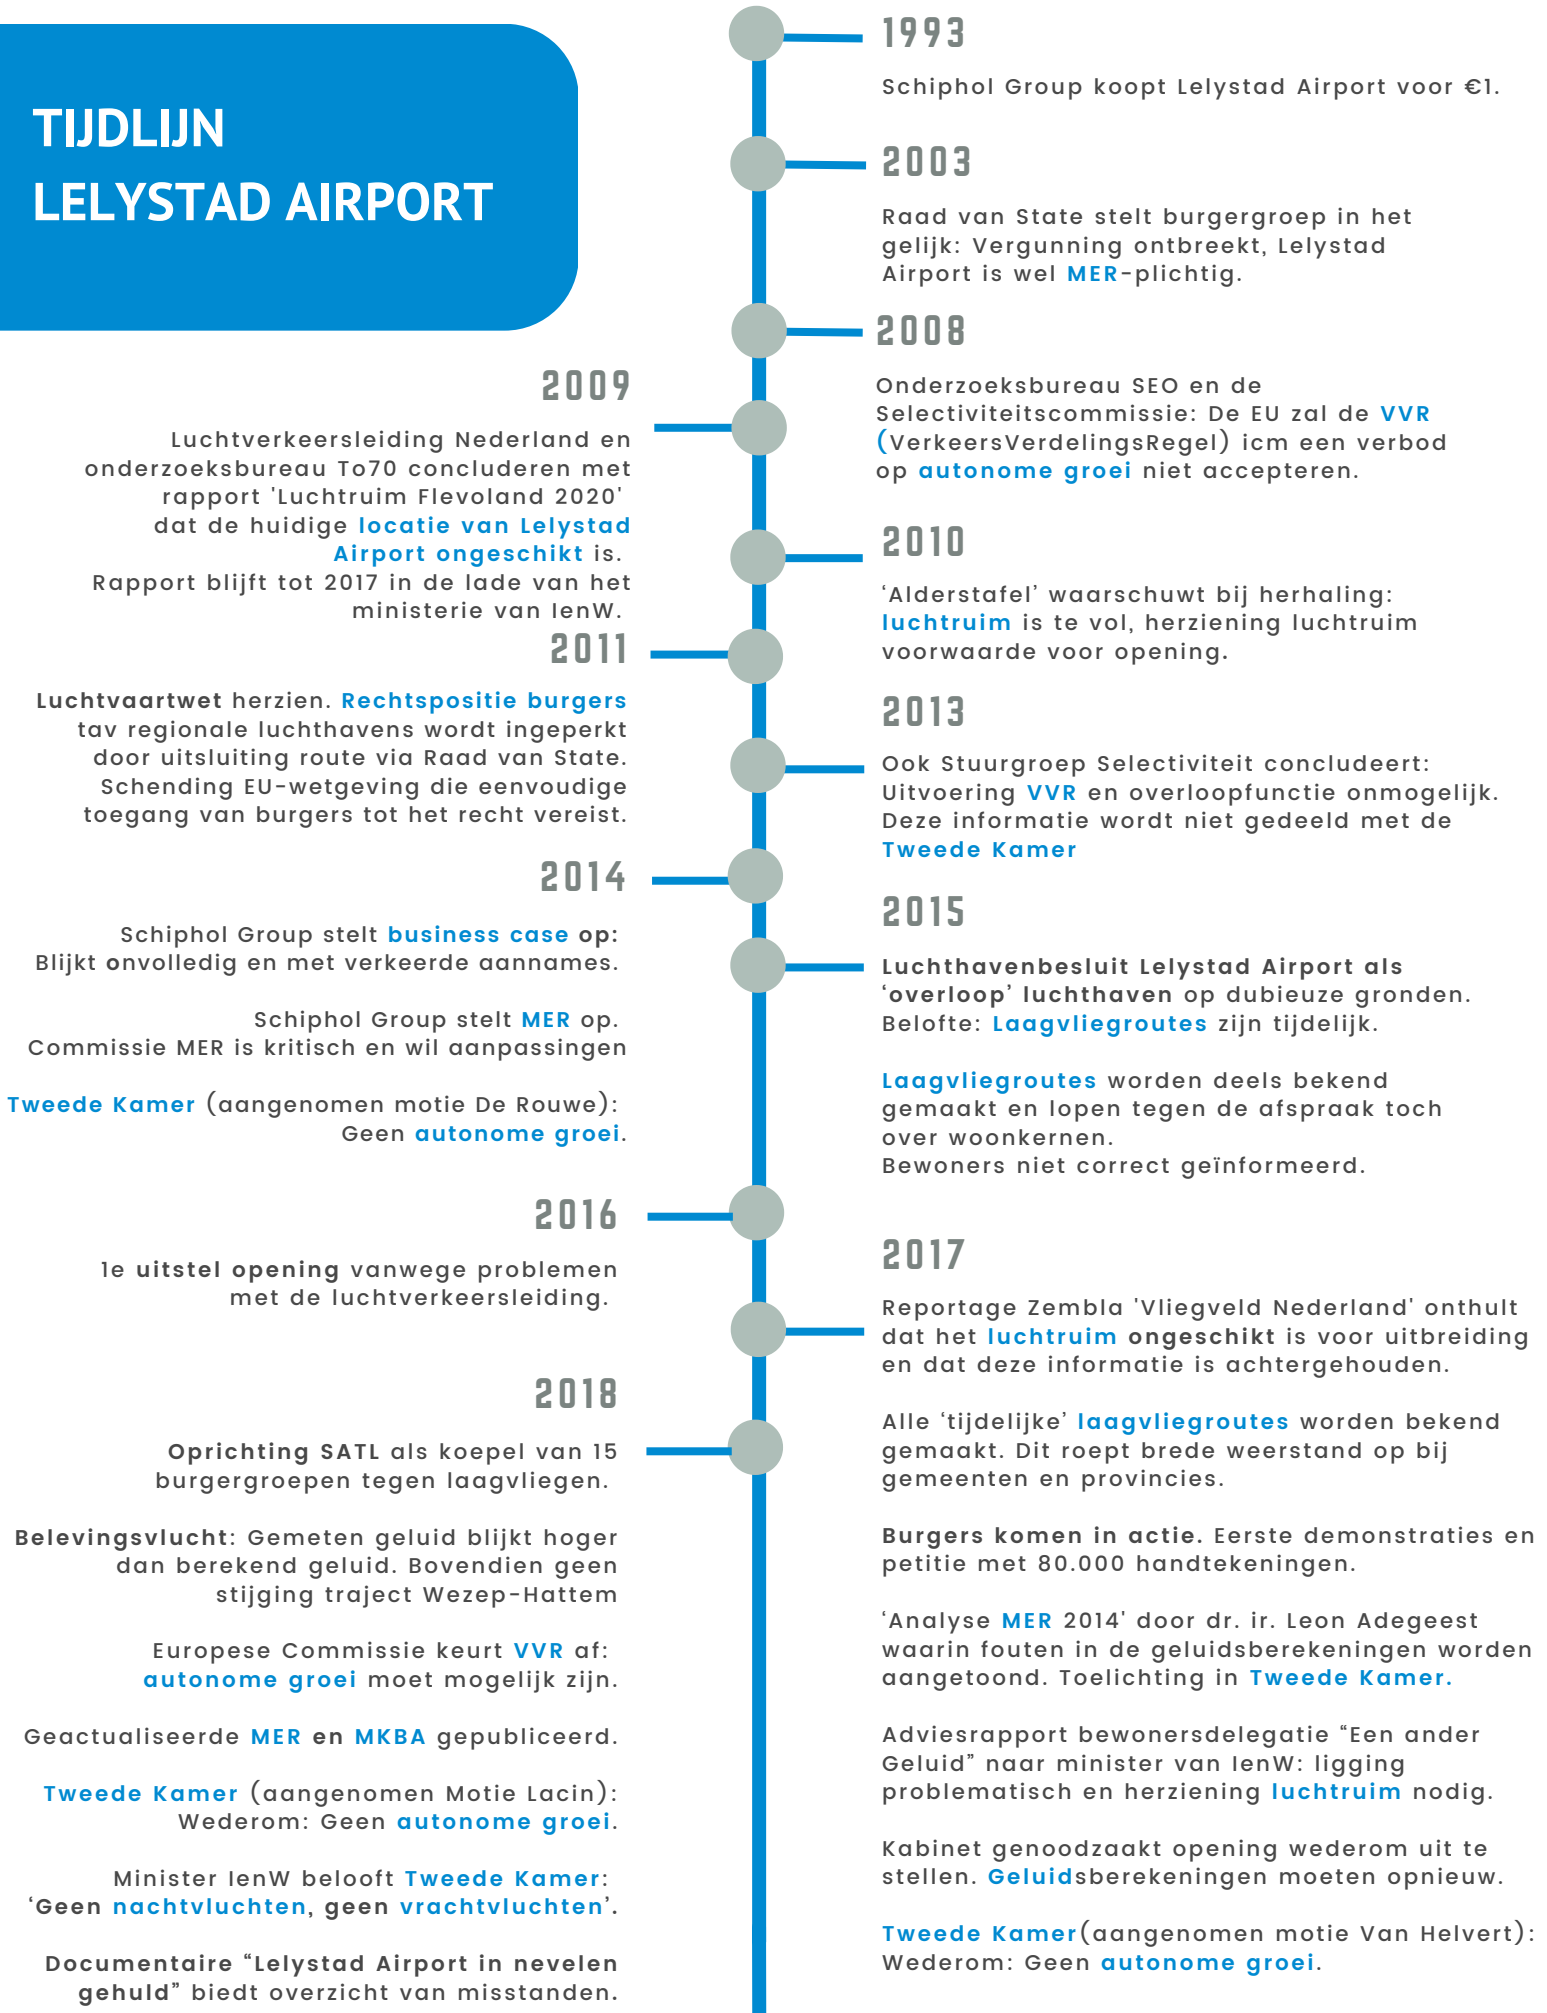 TIJDLIJN
LELYSTAD AIRPORT
1993
Schiphol Group koopt Lelystad Airport voor €1.
2003
Raad van State stelt burgergroep in het
gelijk: Vergunning ontbreekt, Lelystad
Airport is wel MER-plichtig.
2008
Onderzoeksbureau SEO en de
Selectiviteitscommissie: De EU zal de VVR
(VerkeersVerdelingsRegel) icm een verbod
op autonome groei niet accepteren.
2009
Luchtverkeersleiding Nederland en
onderzoeksbureau To70 concluderen met
rapport 'Luchtruim Flevoland 2020'
dat de huidige locatie van Lelystad
Airport ongeschikt is.
Rapport blijft tot 2017 in de lade van het
ministerie van IenW.
2010
‘Alderstafel’ waarschuwt bij herhaling:
luchtruim is te vol, herziening luchtruim
voorwaarde voor opening.
2011
Luchtvaartwet herzien. Rechtspositie burgers
tav regionale luchthavens wordt ingeperkt
door uitsluiting route via Raad van State.
Schending EU-wetgeving die eenvoudige
toegang van burgers tot het recht vereist.
2013
Ook Stuurgroep Selectiviteit concludeert:
Uitvoering VVR en overloopfunctie onmogelijk.
Deze informatie wordt niet gedeeld met de
Tweede Kamer
2014
Schiphol Group stelt business case op:
Blijkt onvolledig en met verkeerde aannames.
Schiphol Group stelt MER op.
Commissie MER is kritisch en wil aanpassingen
Tweede Kamer (aangenomen motie De Rouwe):
Geen autonome groei.
2015
Luchthavenbesluit Lelystad Airport als
‘overloop’ luchthaven op dubieuze gronden.
Belofte: Laagvliegroutes zijn tijdelijk.
Laagvliegroutes worden deels bekend
gemaakt en lopen tegen de afspraak toch
over woonkernen.
Bewoners niet correct geïnformeerd.
2016
1e uitstel opening vanwege problemen
met de luchtverkeersleiding.
2017
Reportage Zembla 'Vliegveld Nederland' onthult
dat het luchtruim ongeschikt is voor uitbreiding
en dat deze informatie is achtergehouden.
Alle ‘tijdelijke’ laagvliegroutes worden bekend
gemaakt. Dit roept brede weerstand op bij
gemeenten en provincies.
Burgers komen in actie. Eerste demonstraties en
petitie met 80.000 handtekeningen.
‘Analyse MER 2014' door dr. ir. Leon Adegeest
waarin fouten in de geluidsberekeningen worden
aangetoond. Toelichting in Tweede Kamer.
Adviesrapport bewonersdelegatie “Een ander
Geluid” naar minister van IenW: ligging
problematisch en herziening luchtruim nodig.
Kabinet genoodzaakt opening wederom uit te
stellen. Geluidsberekeningen moeten opnieuw.
Tweede Kamer(aangenomen motie Van Helvert):
Wederom: Geen autonome groei.
2018
Oprichting SATL als koepel van 15
burgergroepen tegen laagvliegen.
Belevingsvlucht: Gemeten geluid blijkt hoger
dan berekend geluid. Bovendien geen
stijging traject Wezep-Hattem
Europese Commissie keurt VVR af:
autonome groei moet mogelijk zijn.
Geactualiseerde MER en MKBA gepubliceerd.
Tweede Kamer (aangenomen Motie Lacin):
Wederom: Geen autonome groei.
Minister IenW belooft Tweede Kamer:
‘Geen nachtvluchten, geen vrachtvluchten’.
Documentaire “Lelystad Airport in nevelen
gehuld” biedt overzicht van misstanden.